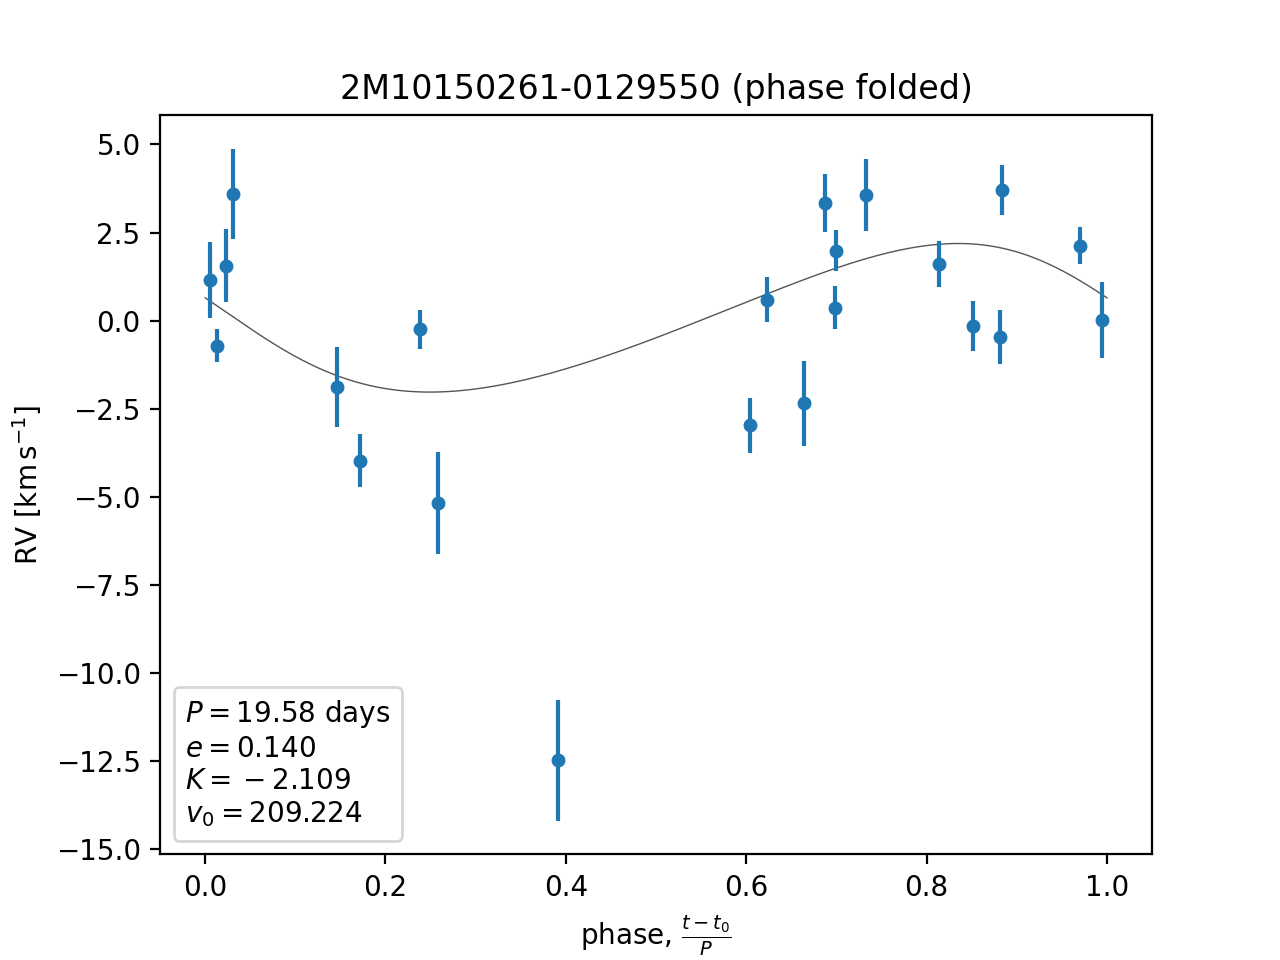 2M10150261-0129550 (phase folded)
5.0
2.5
0.0
−2.5
−5.0
−7.5
−10.0
−12.5
−15.0
RV [km s⁻¹]
P = 19.58 days
e = 0.140
K = −2.109
v₀ = 209.224
0.0 0.2 0.4 0.6 0.8 1.0
phase, (t − t₀)/P